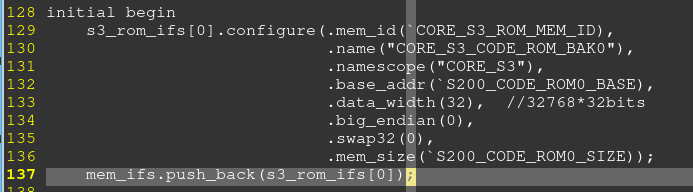 128 initial begin
129     s3_rom_ifs[0].configure(.mem_id(`CORE_S3_ROM_MEM_ID),
130                             .name("CORE_S3_CODE_ROM_BAK0"),
131                             .namescope("CORE_S3"),
132                             .base_addr(`S200_CODE_ROM0_BASE),
133                             .data_width(32),  //32768*32bits
134                             .big_endian(0),
135                             .swap32(0),
136                             .mem_size(`S200_CODE_ROM0_SIZE));
137     mem_ifs.push_back(s3_rom_ifs[0]);